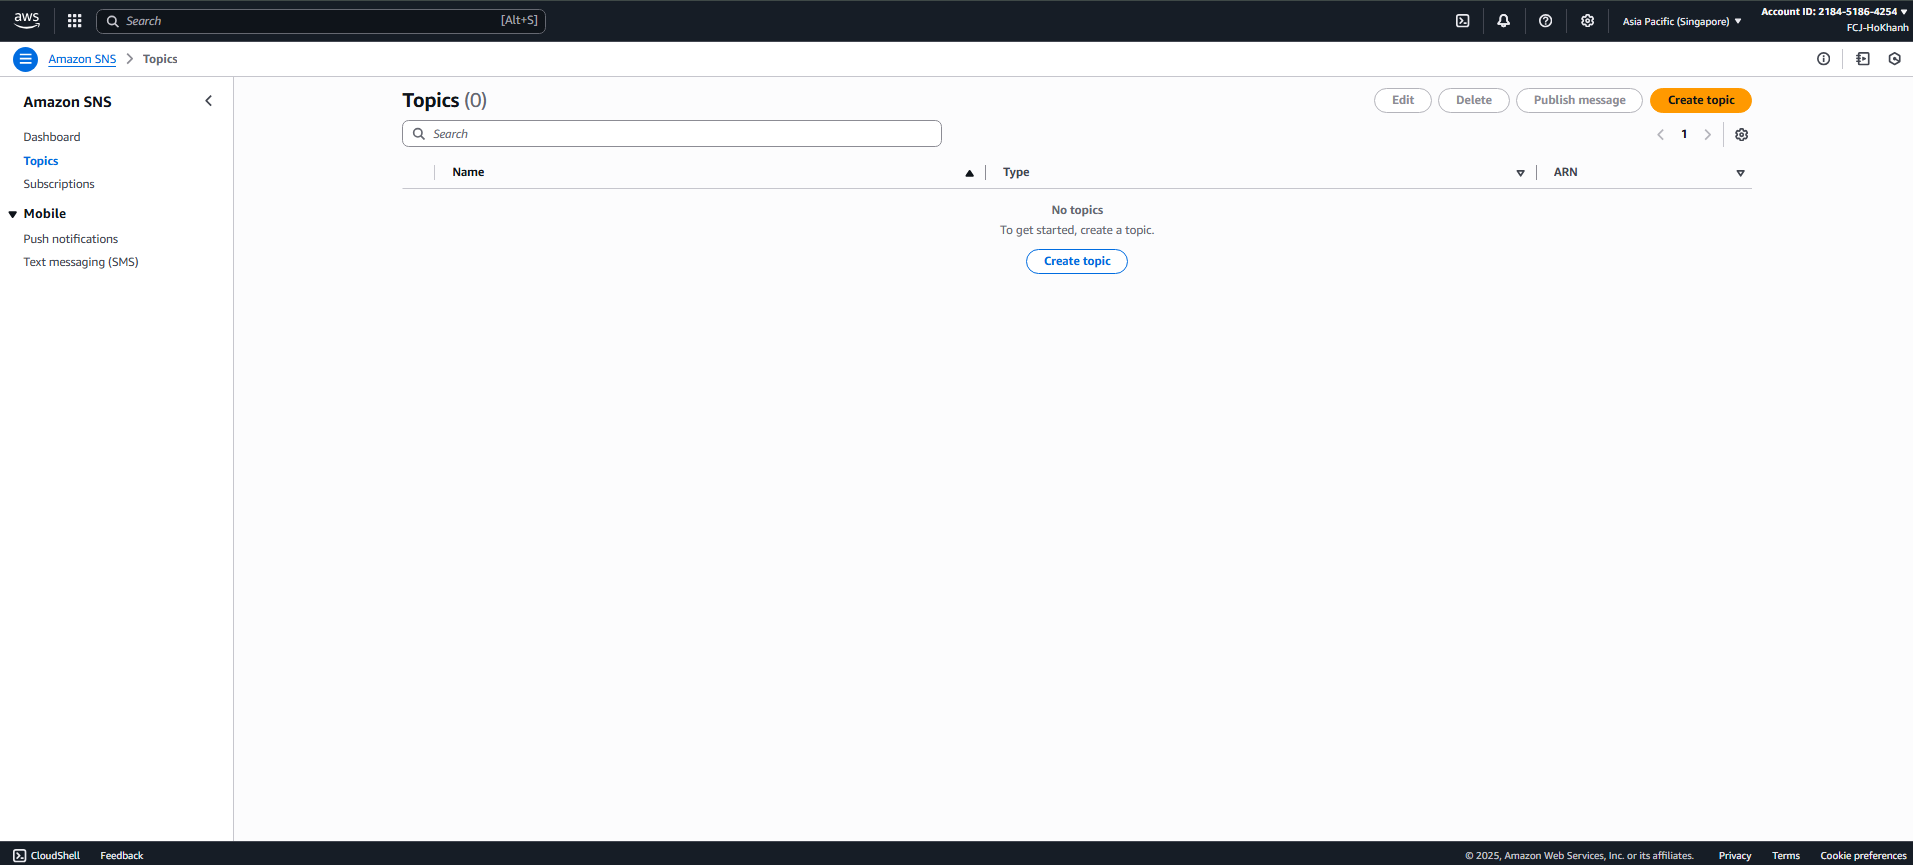 aws
Search [Alt+S]
Asia Pacific (Singapore)
Account ID: 2184-5186-4254
FCJ-HoKhanh
Amazon SNS
Topics
Amazon SNS
Dashboard
Topics
Subscriptions
Mobile
Push notifications
Text messaging (SMS)
Topics (0)
Edit
Delete
Publish message
Create topic
Search
1
Name
Type
ARN
No topics
To get started, create a topic.
Create topic
CloudShell
Feedback
© 2025, Amazon Web Services, Inc. or its affiliates.
Privacy
Terms
Cookie preferences